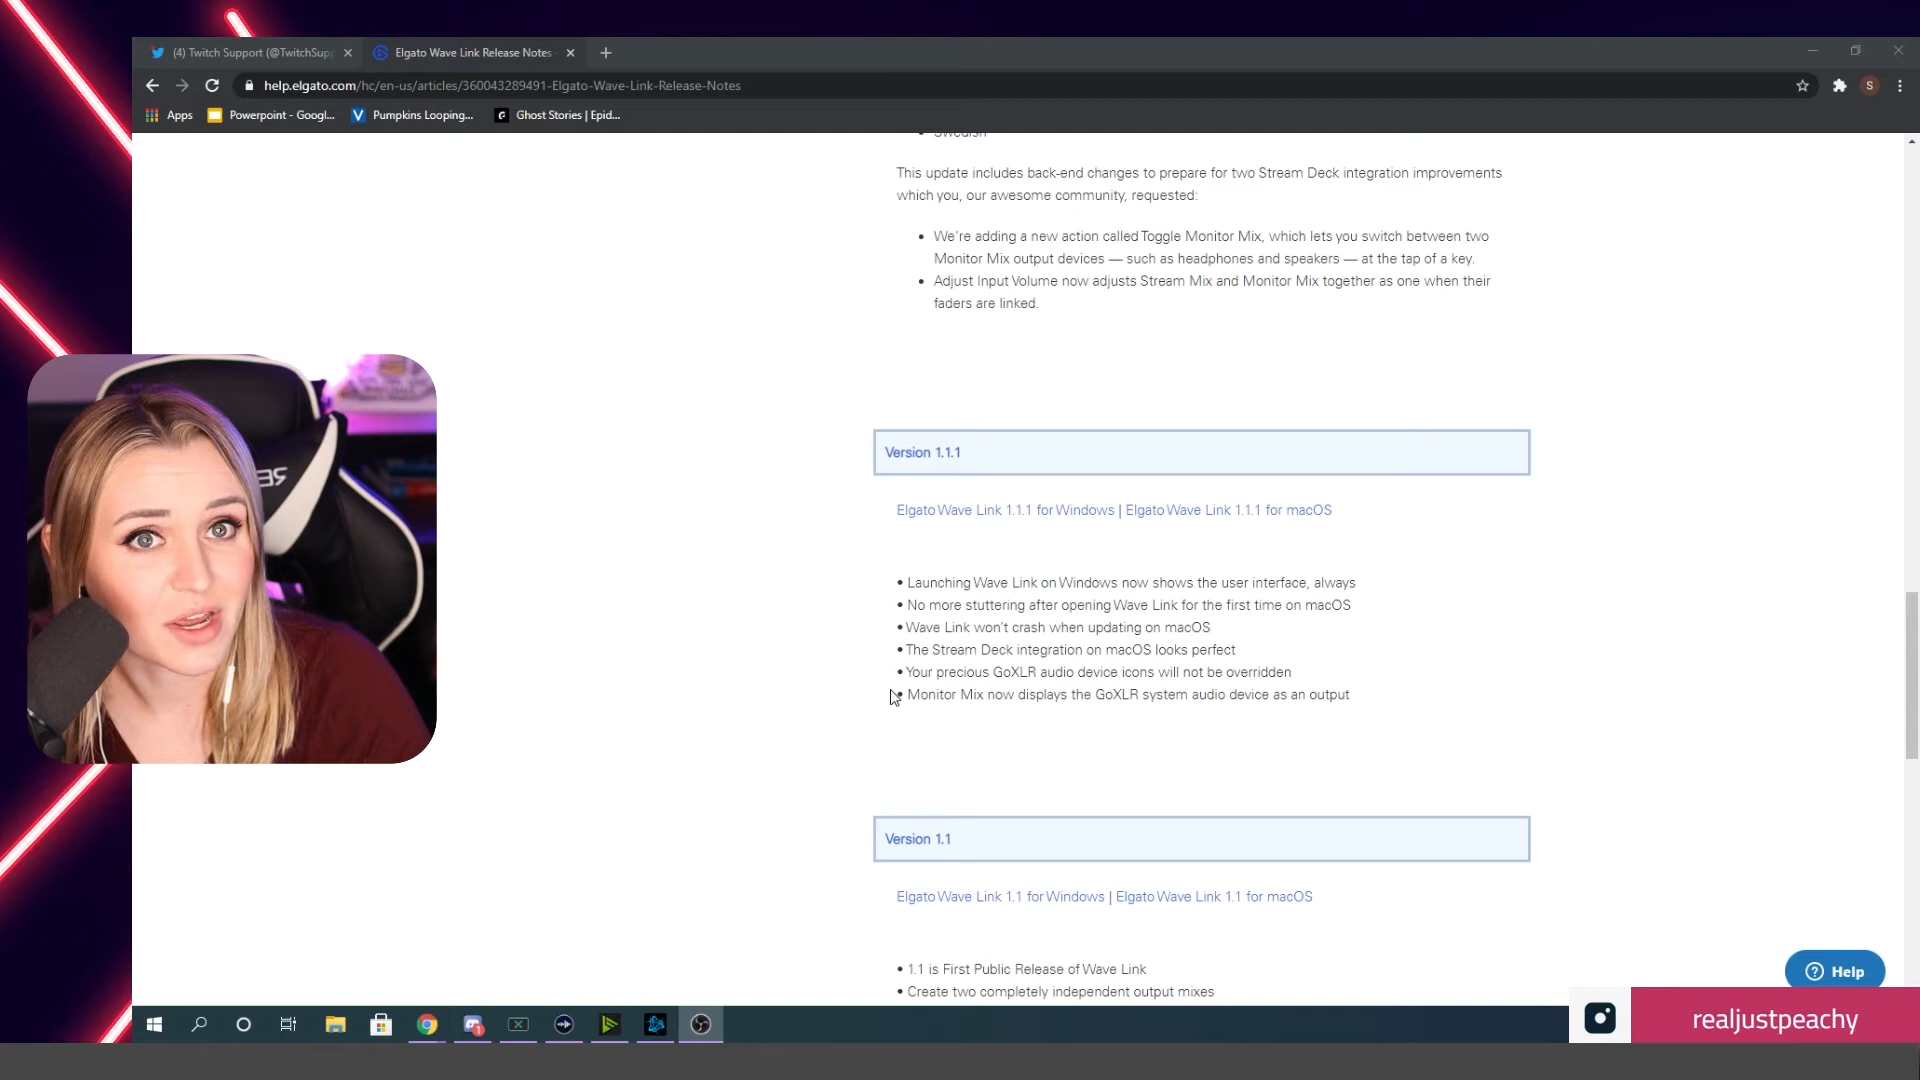 (4) Twitch Support (@TwitchSupp
Elgato Wave Link Release Notes
help.elgato.com/hc/en-us/articles/360043289491-Elgato-Wave-Link-Release-Notes
S
Apps
Powerpoint - Googl...
Pumpkins Looping...
Ghost Stories | Epid...
Swedish
This update includes back-end changes to prepare for two Stream Deck integration improvements
which you, our awesome community, requested:
• We're adding a new action called Toggle Monitor Mix, which lets you switch between two
Monitor Mix output devices — such as headphones and speakers — at the tap of a key.
• Adjust Input Volume now adjusts Stream Mix and Monitor Mix together as one when their
faders are linked.
Version 1.1.1
Elgato Wave Link 1.1.1 for Windows | Elgato Wave Link 1.1.1 for macOS
• Launching Wave Link on Windows now shows the user interface, always
• No more stuttering after opening Wave Link for the first time on macOS
• Wave Link won't crash when updating on macOS
• The Stream Deck integration on macOS looks perfect
• Your precious GoXLR audio device icons will not be overridden
• Monitor Mix now displays the GoXLR system audio device as an output
Version 1.1
Elgato Wave Link 1.1 for Windows | Elgato Wave Link 1.1 for macOS
• 1.1 is First Public Release of Wave Link
• Create two completely independent output mixes
Help
realjustpeachy